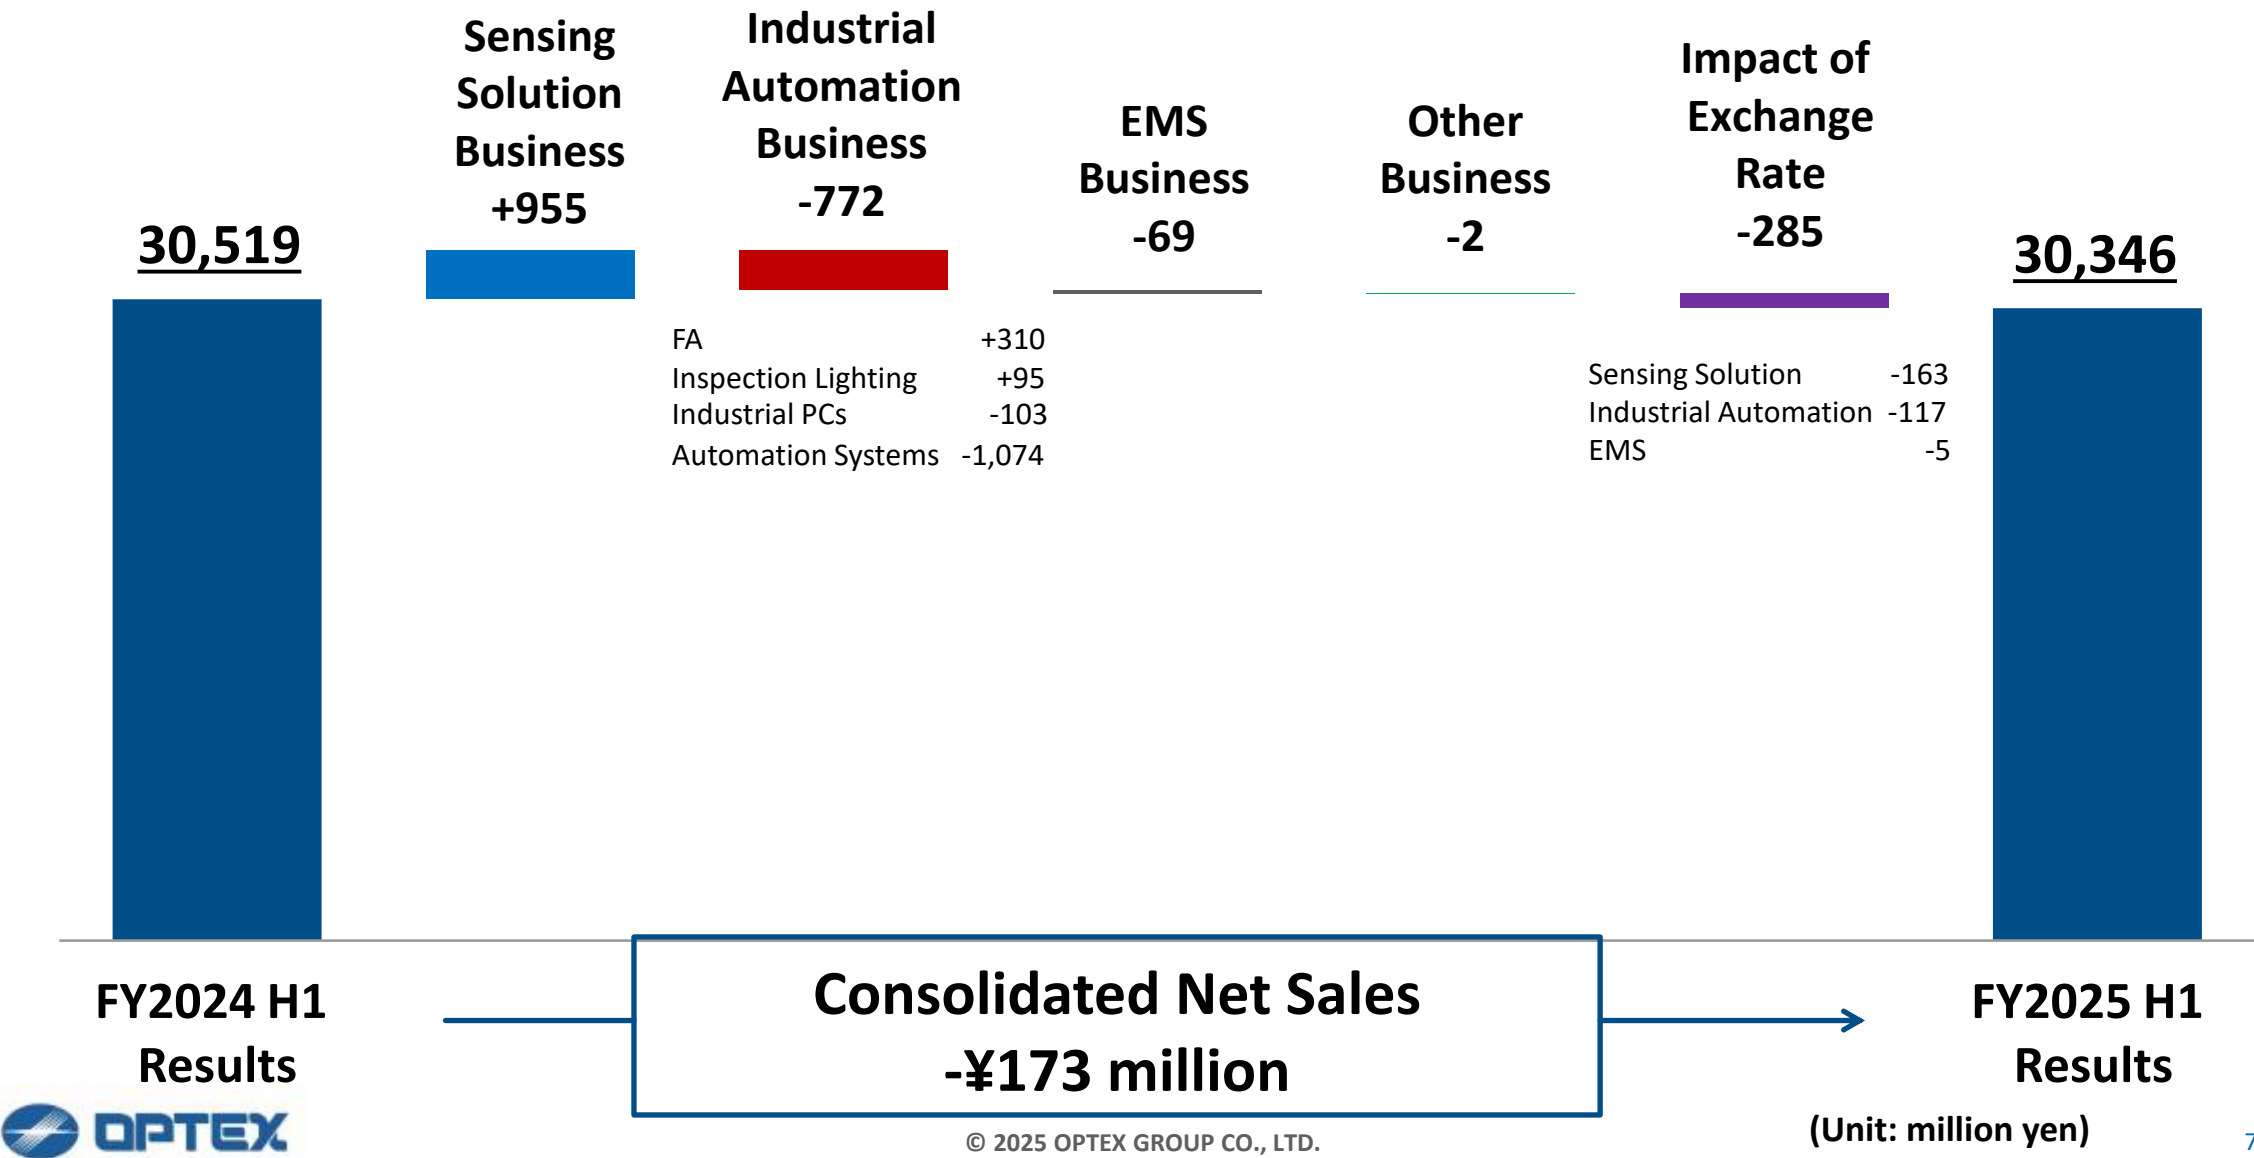 Sensing
Solution
Business
+955
Industrial
Automation
Business
-772
EMS
Business
-69
Other
Business
-2
Impact of
Exchange
Rate
-285
30,519
30,346
FA +310
Inspection Lighting +95
Industrial PCs -103
Automation Systems -1,074
Sensing Solution -163
Industrial Automation -117
EMS -5
FY2024 H1
Results
Consolidated Net Sales
-¥173 million
FY2025 H1
Results
(Unit: million yen)
OPTEX
© 2025 OPTEX GROUP CO., LTD.
7